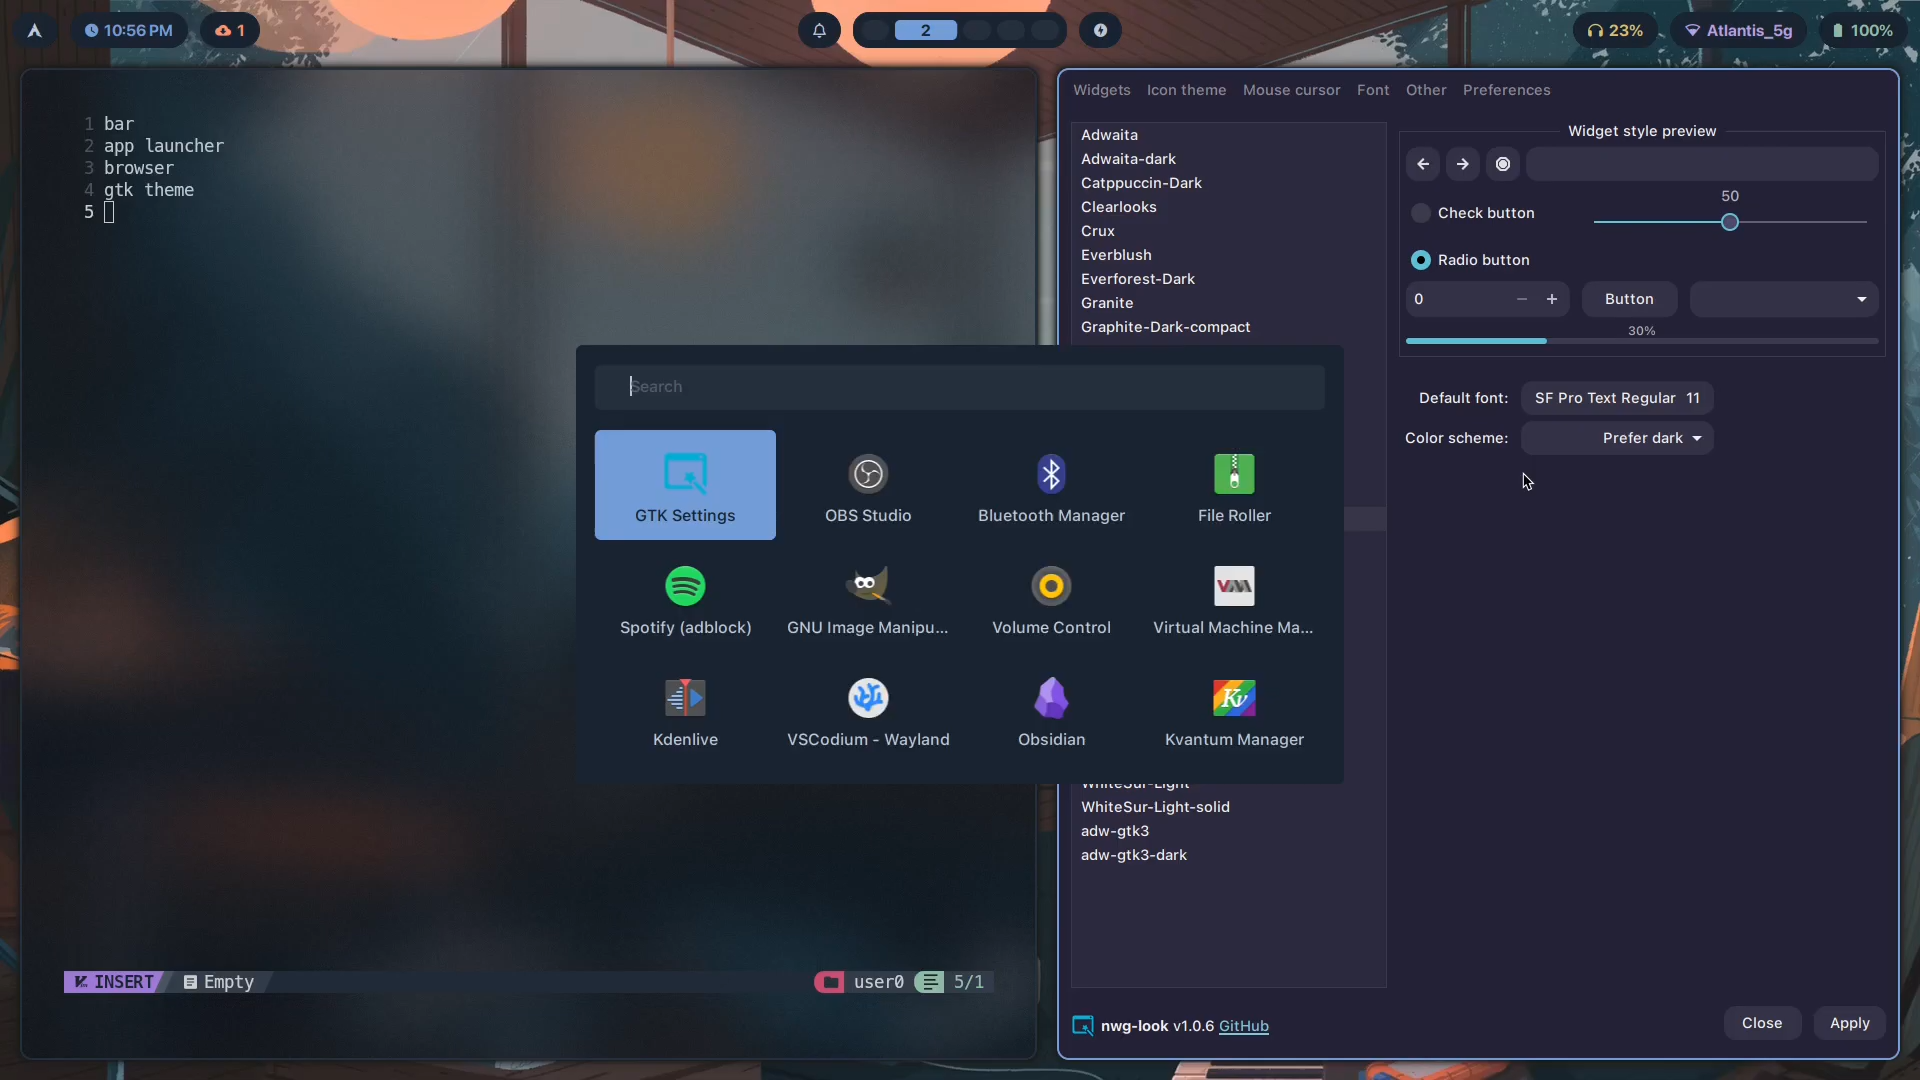 10:56 PM
1
2
23%
Atlantis_5g
100%
1 bar
2 app launcher
3 browser
4 gtk theme
5
INSERT
Empty
user0
5/1
Widgets Icon theme Mouse cursor Font Other Preferences
Adwaita
Adwaita-dark
Catppuccin-Dark
Clearlooks
Crux
Everblush
Everforest-Dark
Granite
Graphite-Dark-compact
WhiteSur-Light
WhiteSur-Light-solid
adw-gtk3
adw-gtk3-dark
Widget style preview
50
Check button
Radio button
0
Button
30%
Default font: SF Pro Text Regular 11
Color scheme: Prefer dark
Search
GTK Settings
OBS Studio
Bluetooth Manager
File Roller
Spotify (adblock)
GNU Image Manipu...
Volume Control
Virtual Machine Ma...
Kdenlive
VSCodium - Wayland
Obsidian
Kvantum Manager
nwg-look v1.0.6 GitHub
Close
Apply